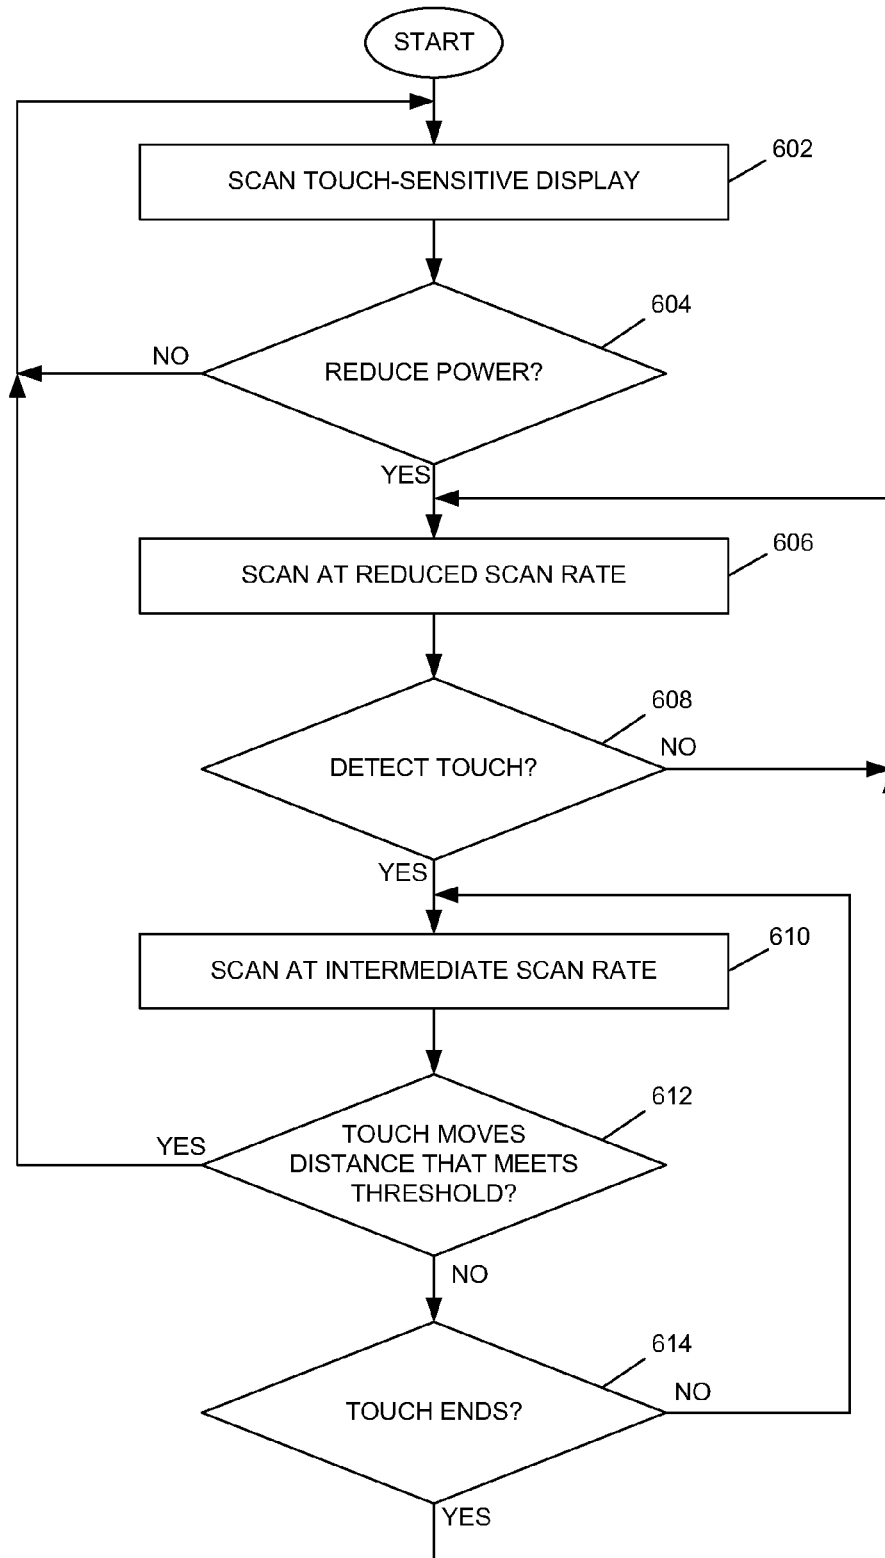 START
602
SCAN TOUCH-SENSITIVE DISPLAY
604
NO
REDUCE POWER?
YES
606
SCAN AT REDUCED SCAN RATE
608
NO
DETECT TOUCH?
YES
610
SCAN AT INTERMEDIATE SCAN RATE
612
YES
TOUCH MOVES
DISTANCE THAT MEETS
THRESHOLD?
NO
614
NO
TOUCH ENDS?
YES